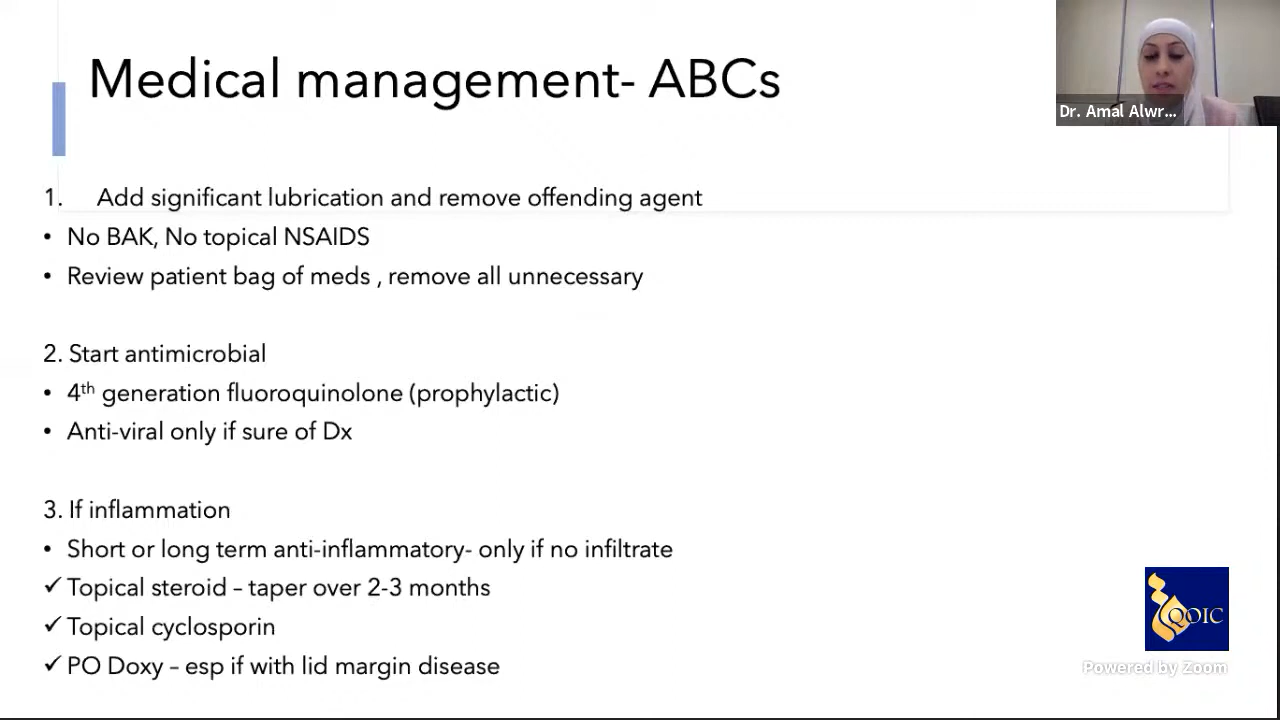 Medical management- ABCs
Dr. Amal Alwr...
1. Add significant lubrication and remove offending agent
• No BAK, No topical NSAIDS
• Review patient bag of meds , remove all unnecessary
2. Start antimicrobial
• 4th generation fluoroquinolone (prophylactic)
• Anti-viral only if sure of Dx
3. If inflammation
• Short or long term anti-inflammatory- only if no infiltrate
✓ Topical steroid – taper over 2-3 months
✓ Topical cyclosporin
✓ PO Doxy – esp if with lid margin disease
QOIC
Powered by Zoom